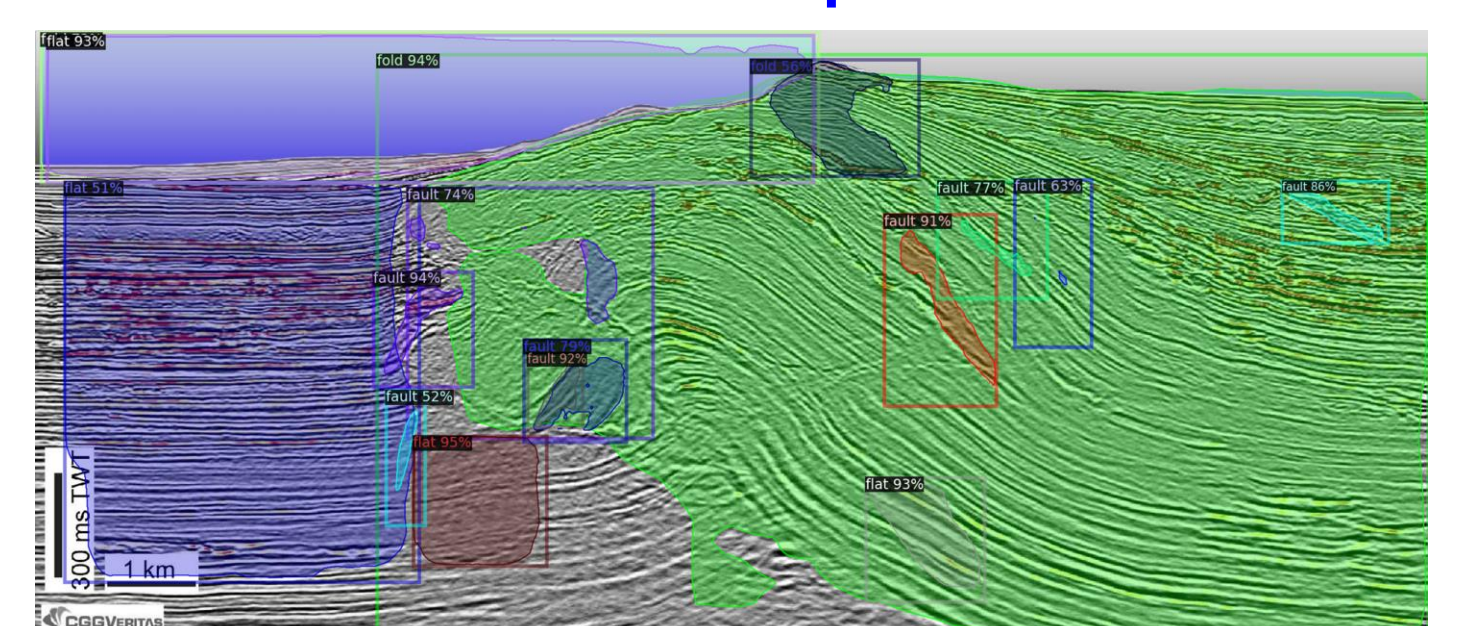 flat 93%
fold 94%
fold 56%
flat 51%
fault 74%
fault 77%
fault 63%
fault 86%
fault 91%
fault 94%
fault 79%
fault 92%
fault 52%
flat 95%
flat 93%
300 ms TWT
1 km
CGGVERITAS